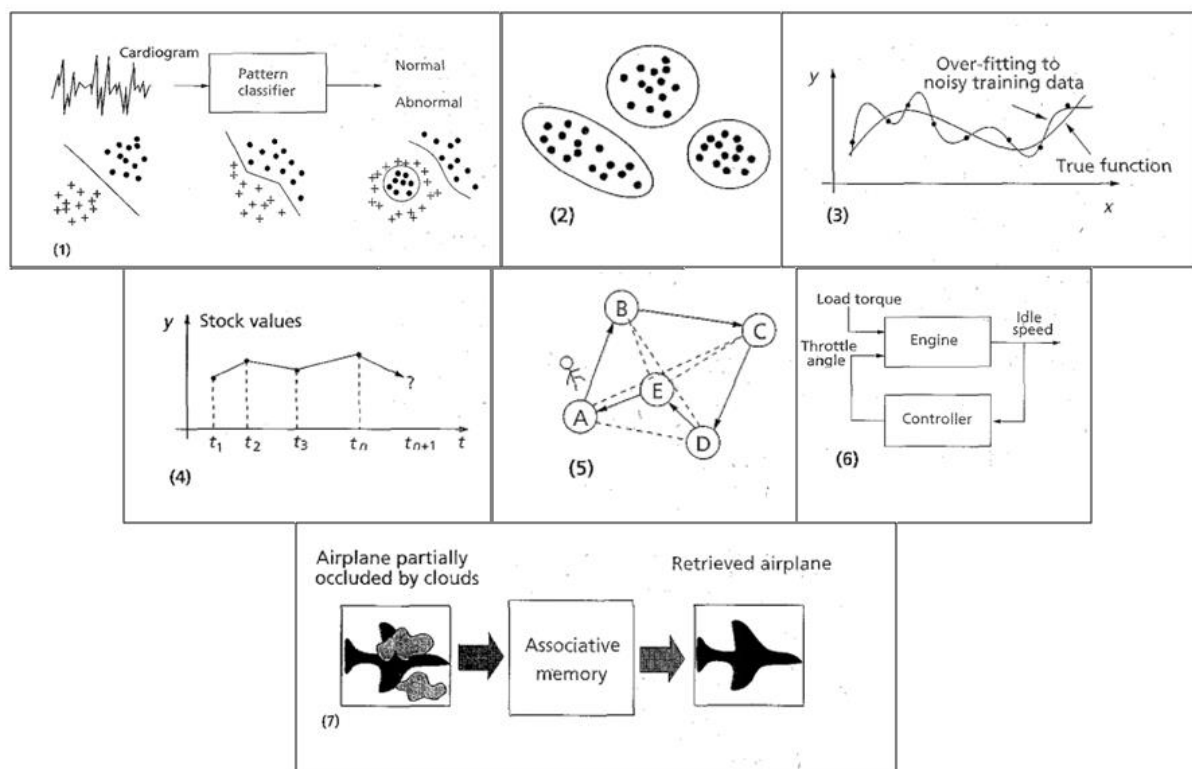 Cardiogram
Pattern
classifier
Normal
Abnormal
(1)
(2)
y
Over-fitting to
noisy training data
True function
x
(3)
y
Stock values
?
t1 t2 t3 tn tn+1 t
(4)
B
C
E
A
D
(5)
Load torque
Idle
speed
Engine
Throttle
angle
Controller
(6)
Airplane partially
occluded by clouds
Retrieved airplane
Associative
memory
(7)